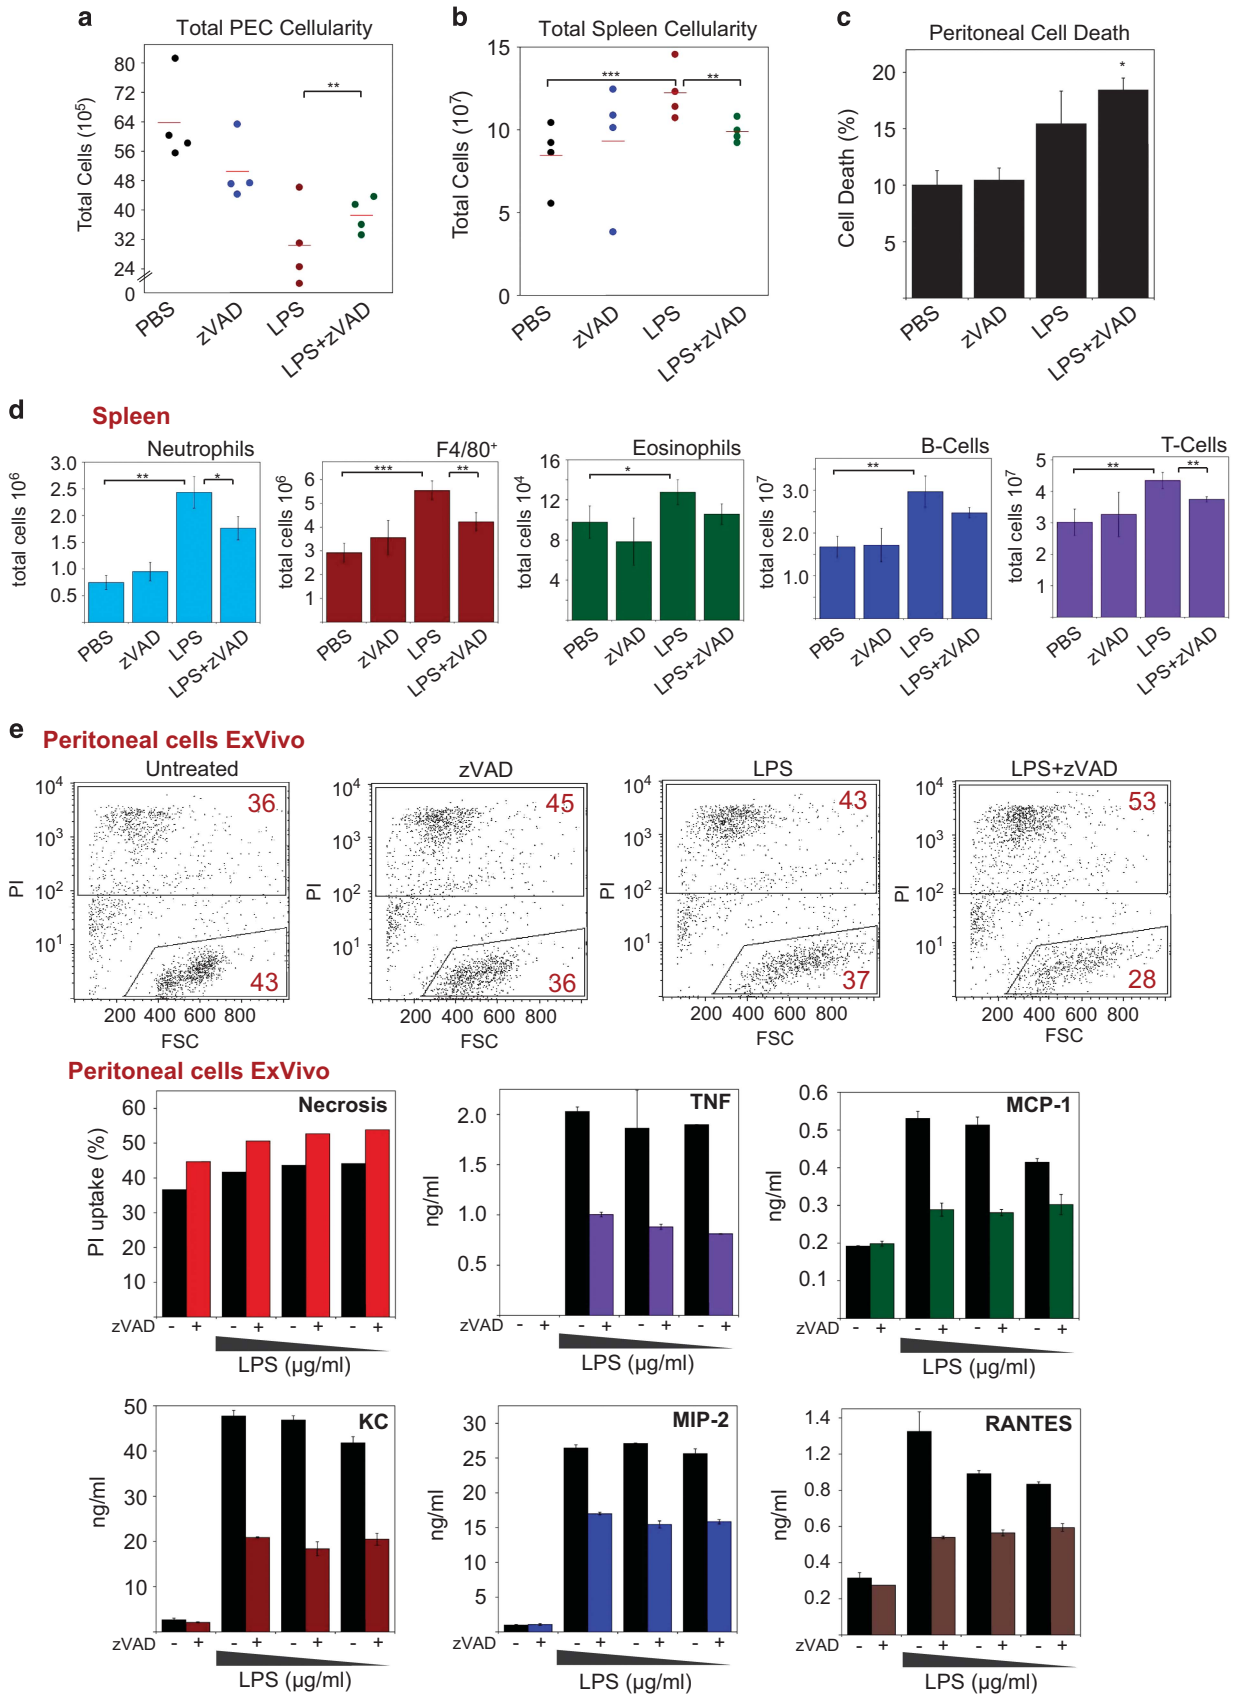 a
Total PEC Cellularity
Total Cells (10⁵)
80
72
64
56
48
40
32
24
0
**
PBS
zVAD
LPS
LPS+zVAD
b
Total Spleen Cellularity
Total Cells (10⁷)
15
10
5
0
***
**
PBS
zVAD
LPS
LPS+zVAD
c
Peritoneal Cell Death
Cell Death (%)
20
15
10
5
*
PBS
zVAD
LPS
LPS+zVAD
d
Spleen
Neutrophils
total cells 10⁶
3.0
2.5
2.0
1.5
1.0
0.5
**
*
PBS
zVAD
LPS
LPS+zVAD
F4/80⁺
total cells 10⁶
6
5
4
3
2
1
***
**
PBS
zVAD
LPS
LPS+zVAD
Eosinophils
total cells 10⁴
16
12
8
4
*
PBS
zVAD
LPS
LPS+zVAD
B-Cells
total cells 10⁷
3.0
2.0
1.0
**
PBS
zVAD
LPS
LPS+zVAD
T-Cells
total cells 10⁷
5
4
3
2
1
**
**
PBS
zVAD
LPS
LPS+zVAD
e
Peritoneal cells ExVivo
Untreated
PI
10⁴
10³
10²
10¹
36
43
200 400 600 800
FSC
zVAD
PI
10⁴
10³
10²
10¹
45
36
200 400 600 800
FSC
LPS
PI
10⁴
10³
10²
10¹
43
37
200 400 600 800
FSC
LPS+zVAD
PI
10⁴
10³
10²
10¹
53
28
200 400 600 800
FSC
Peritoneal cells ExVivo
Necrosis
PI uptake (%)
60
50
40
30
20
10
zVAD - + - + - + - +
LPS (µg/ml)
TNF
ng/ml
2.0
1.0
0.5
zVAD - + - + - + - +
LPS (µg/ml)
MCP-1
ng/ml
0.6
0.5
0.4
0.3
0.2
0.1
zVAD - + - + - + - +
LPS (µg/ml)
KC
ng/ml
50
40
30
20
10
zVAD - + - + - + - +
LPS (µg/ml)
MIP-2
ng/ml
30
25
20
15
10
5
zVAD - + - + - + - +
LPS (µg/ml)
RANTES
ng/ml
1.4
1.2
0.8
0.6
0.4
0.2
zVAD - + - + - + - +
LPS (µg/ml)